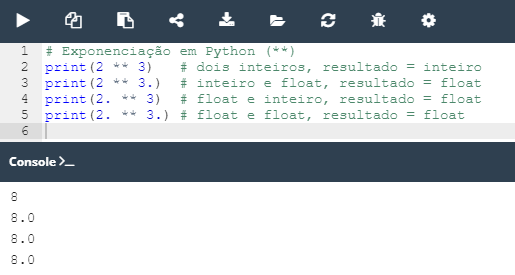 1 # Exponenciação em Python (**)
2 print(2 ** 3)   # dois inteiros, resultado = inteiro
3 print(2 ** 3.)  # inteiro e float, resultado = float
4 print(2. ** 3)  # float e inteiro, resultado = float
5 print(2. ** 3.) # float e float, resultado = float
6
Console >_
8
8.0
8.0
8.0